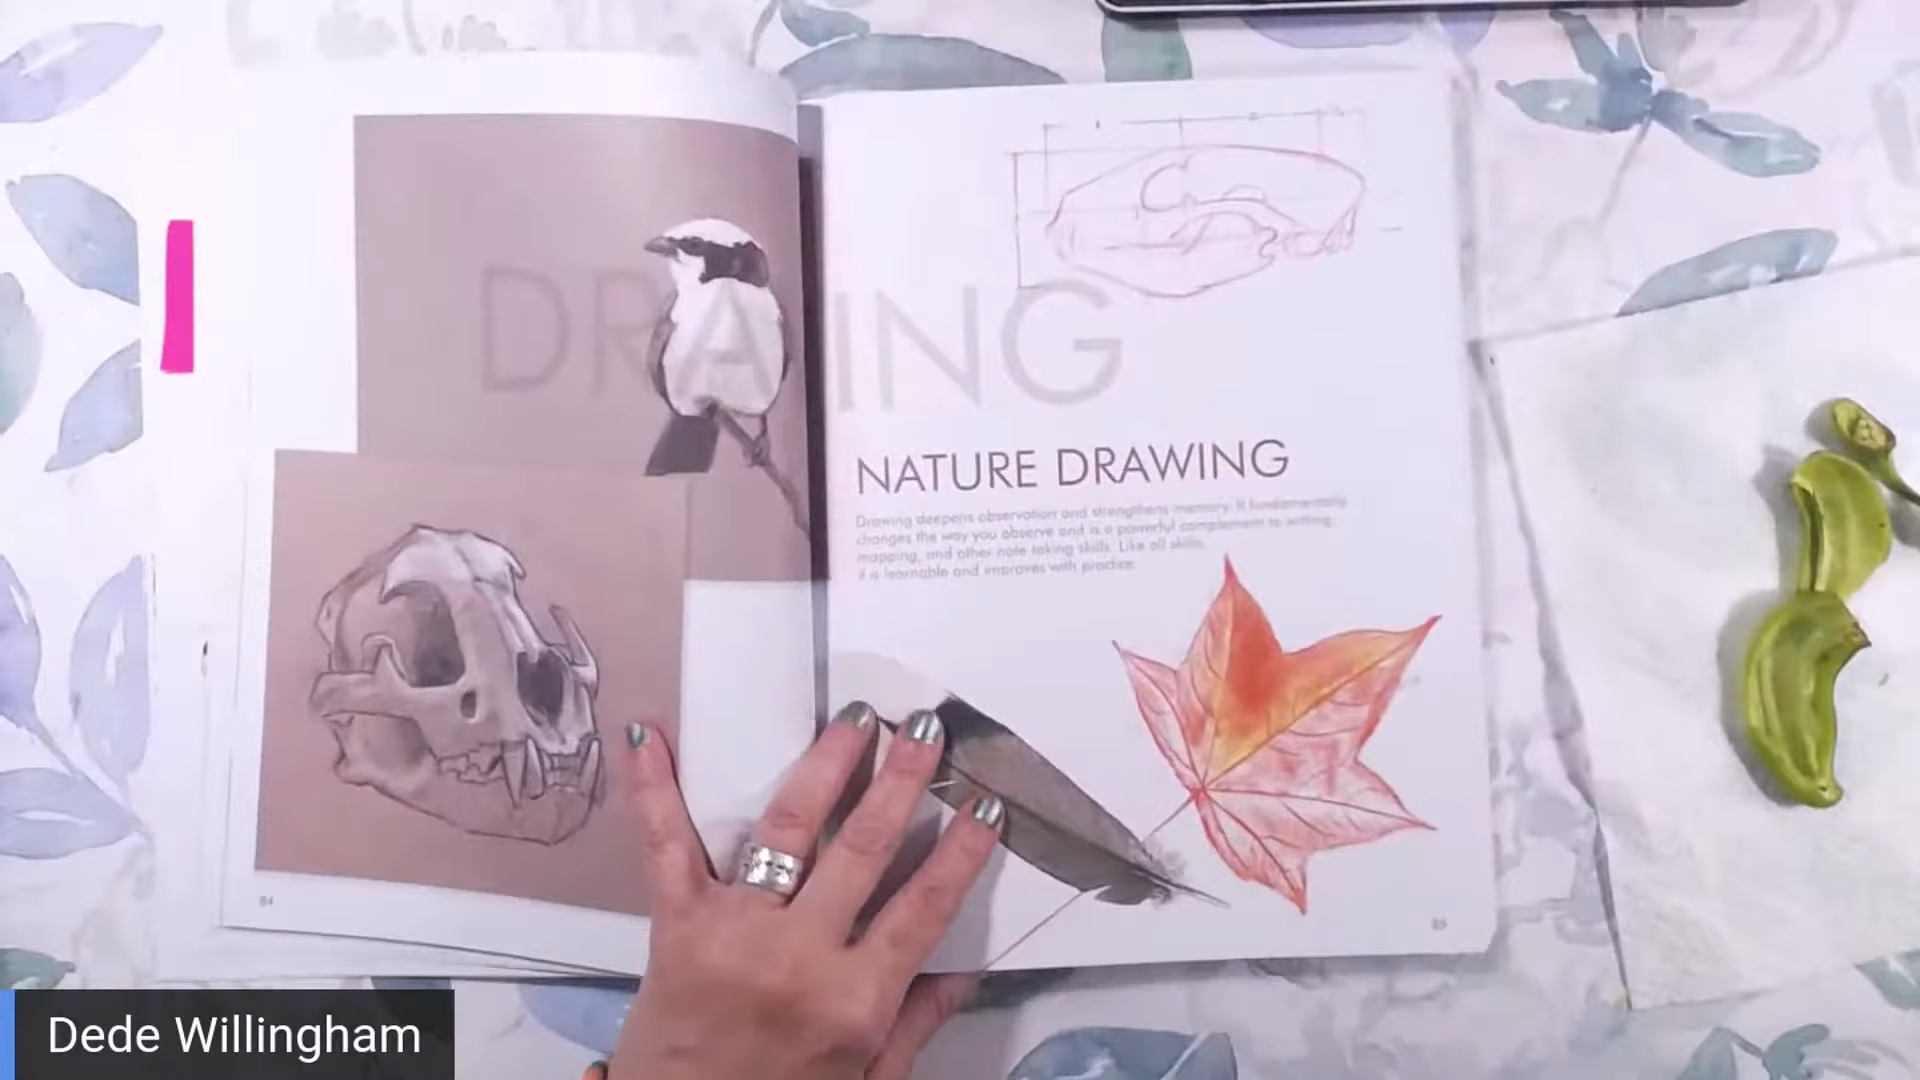 DRAWING
NATURE DRAWING
Drawing deepens observation and strengthens memory. It fundamentally
changes the way you observe and is a powerful complement to writing,
mapping, and other note taking skills. Like all skills,
it is learnable and improves with practice.
84
85
Dede Willingham